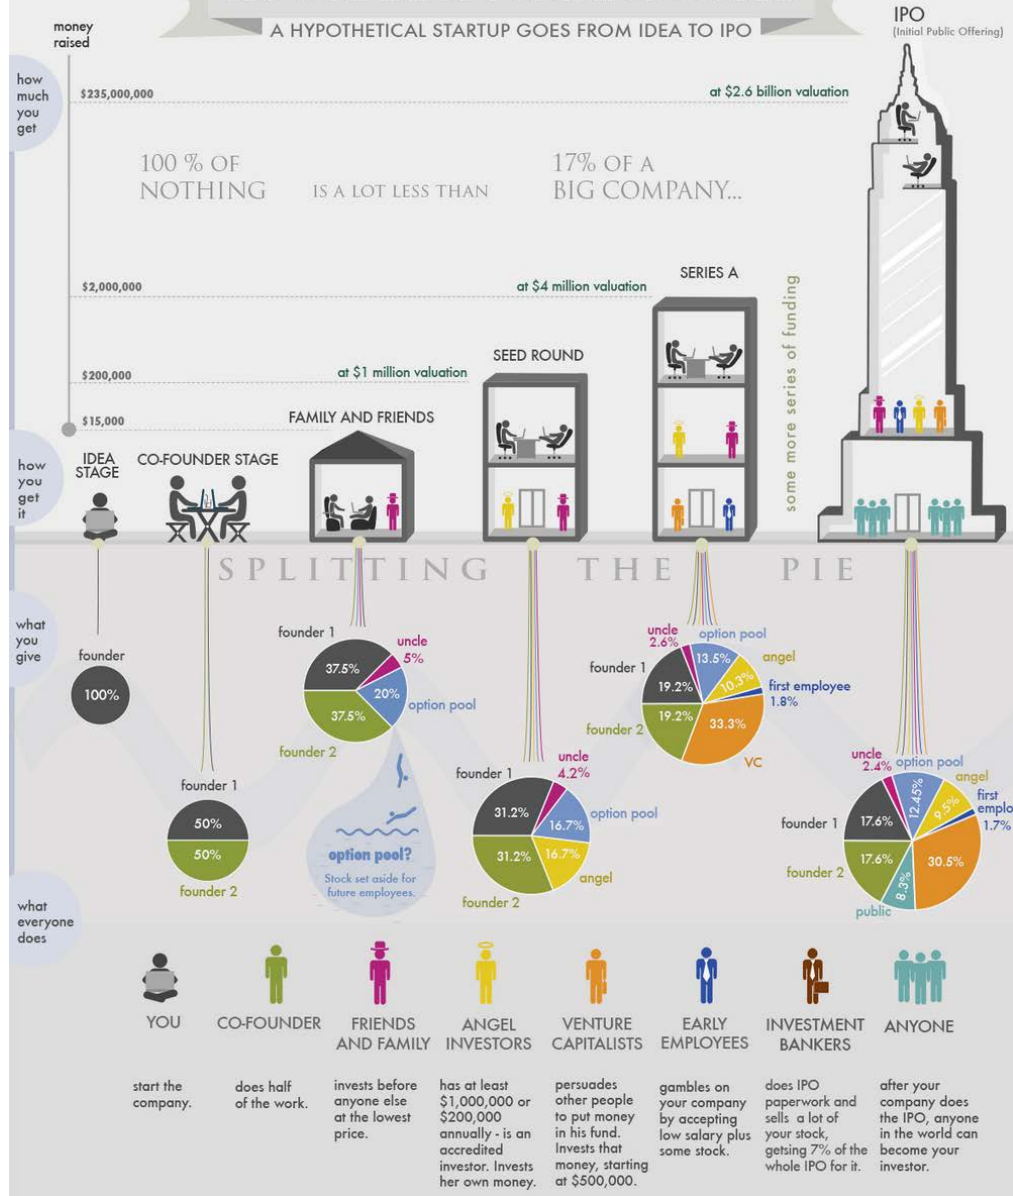 A HYPOTHETICAL STARTUP GOES FROM IDEA TO IPO
IPO
(Initial Public Offering)
money
raised
how
much
you
get
$235,000,000
at $2.6 billion valuation
100 % OF
NOTHING
IS A LOT LESS THAN
17% OF A
BIG COMPANY...
$2,000,000
at $4 million valuation
SERIES A
some more series of funding
SEED ROUND
$200,000
at $1 million valuation
$15,000
FAMILY AND FRIENDS
how
you
get
it
IDEA
STAGE
CO-FOUNDER STAGE
SPLITTING THE PIE
what
you
give
founder
100%
founder 1
50%
50%
founder 2
founder 1
uncle
5%
37.5%
20%
option pool
37.5%
founder 2
option pool?
Stock set aside for
future employees.
founder 1
uncle
4.2%
31.2%
16.7%
option pool
31.2%
16.7%
angel
founder 2
uncle
2.6%
option pool
13.5%
angel
10.3%
founder 1
19.2%
first employee
1.8%
founder 2
19.2%
33.3%
VC
uncle
2.4%
option pool
12.45%
angel
9.5%
first
emplo
1.7%
founder 1
17.6%
founder 2
17.6%
30.5%
8.3%
public
what
everyone
does
YOU
start the
company.
CO-FOUNDER
does half
of the work.
FRIENDS
AND FAMILY
invests before
anyone else
at the lowest
price.
ANGEL
INVESTORS
has at least
$1,000,000 or
$200,000
annually - is an
accredited
investor. Invests
her own money.
VENTURE
CAPITALISTS
persuades
other people
to put money
in his fund.
Invests that
money, starting
at $500,000.
EARLY
EMPLOYEES
gambles on
your company
by accepting
low salary plus
some stock.
INVESTMENT
BANKERS
does IPO
paperwork and
sells a lot of
your stock,
getsing 7% of the
whole IPO for it.
ANYONE
after your
company does
the IPO, anyone
in the world can
become your
investor.